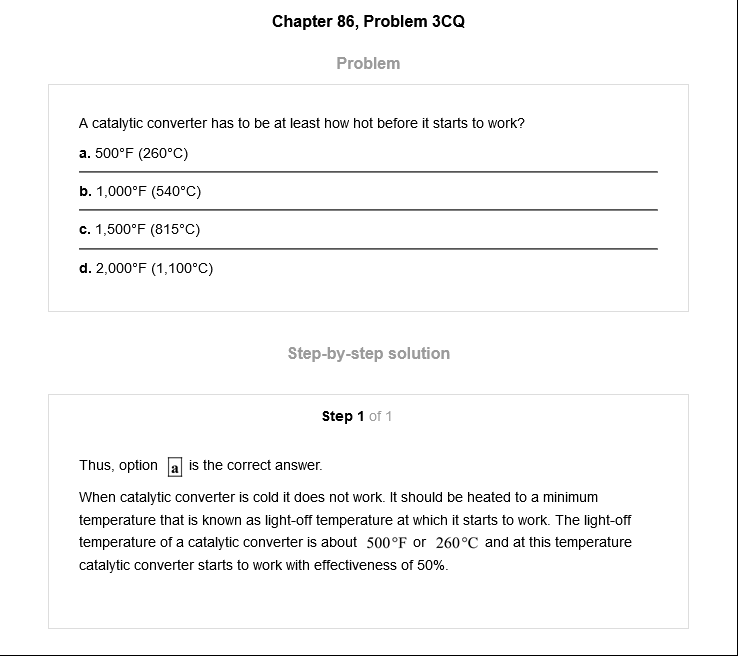 Chapter 86, Problem 3CQ
Problem
A catalytic converter has to be at least how hot before it starts to work?
a. 500°F (260°C)
b. 1,000°F (540°C)
c. 1,500°F (815°C)
d. 2,000°F (1,100°C)
Step-by-step solution
Step 1 of 1
Thus, option a is the correct answer.
When catalytic converter is cold it does not work. It should be heated to a minimum
temperature that is known as light-off temperature at which it starts to work. The light-off
temperature of a catalytic converter is about 500°F or 260°C and at this temperature
catalytic converter starts to work with effectiveness of 50%.